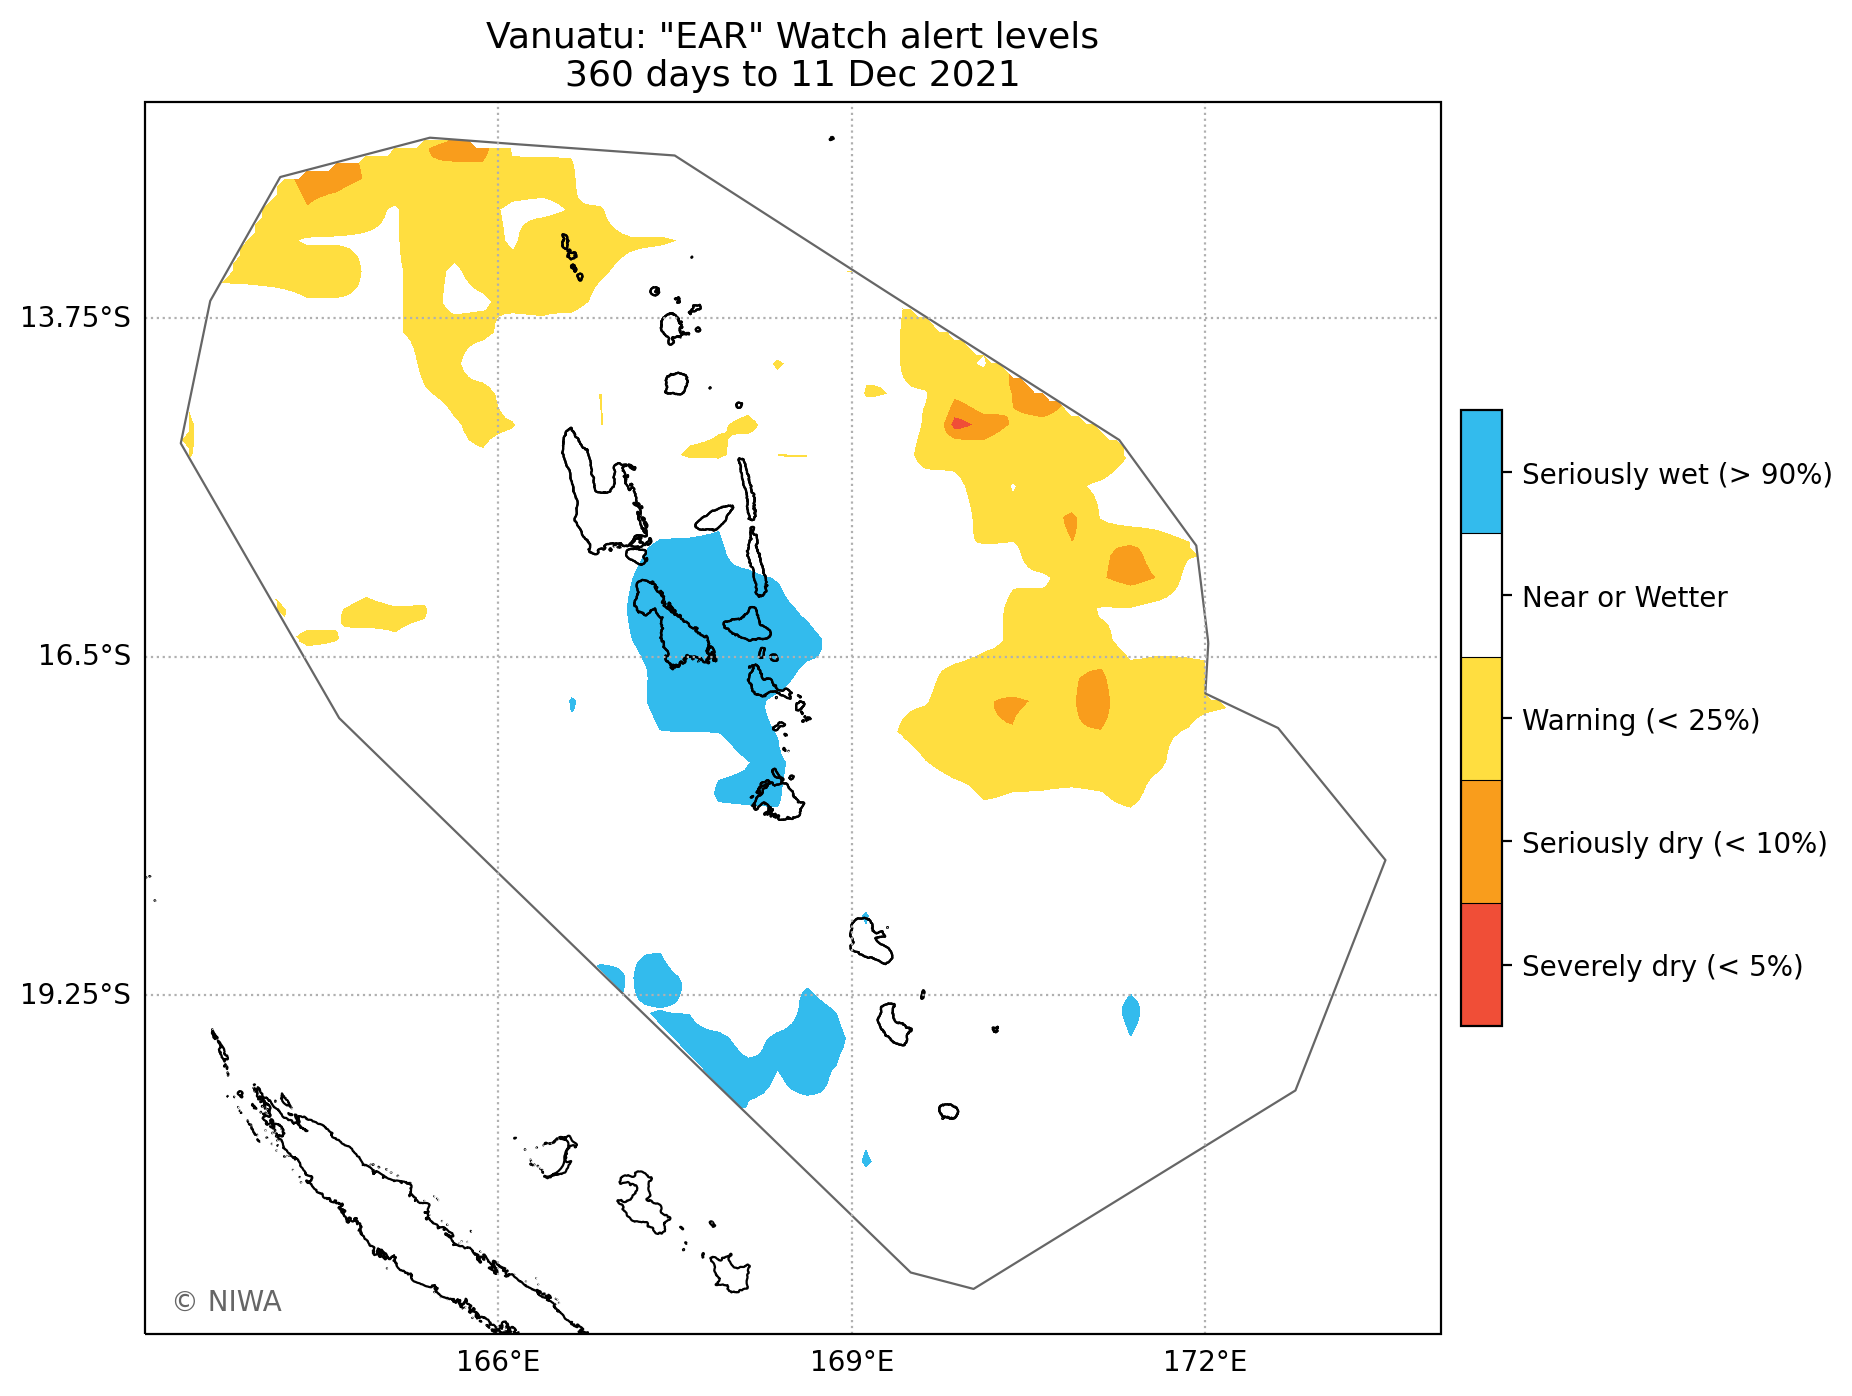 Vanuatu: "EAR" Watch alert levels
360 days to 11 Dec 2021
13.75°S
16.5°S
19.25°S
166°E
169°E
172°E
Seriously wet (> 90%)
Near or Wetter
Warning (< 25%)
Seriously dry (< 10%)
Severely dry (< 5%)
© NIWA